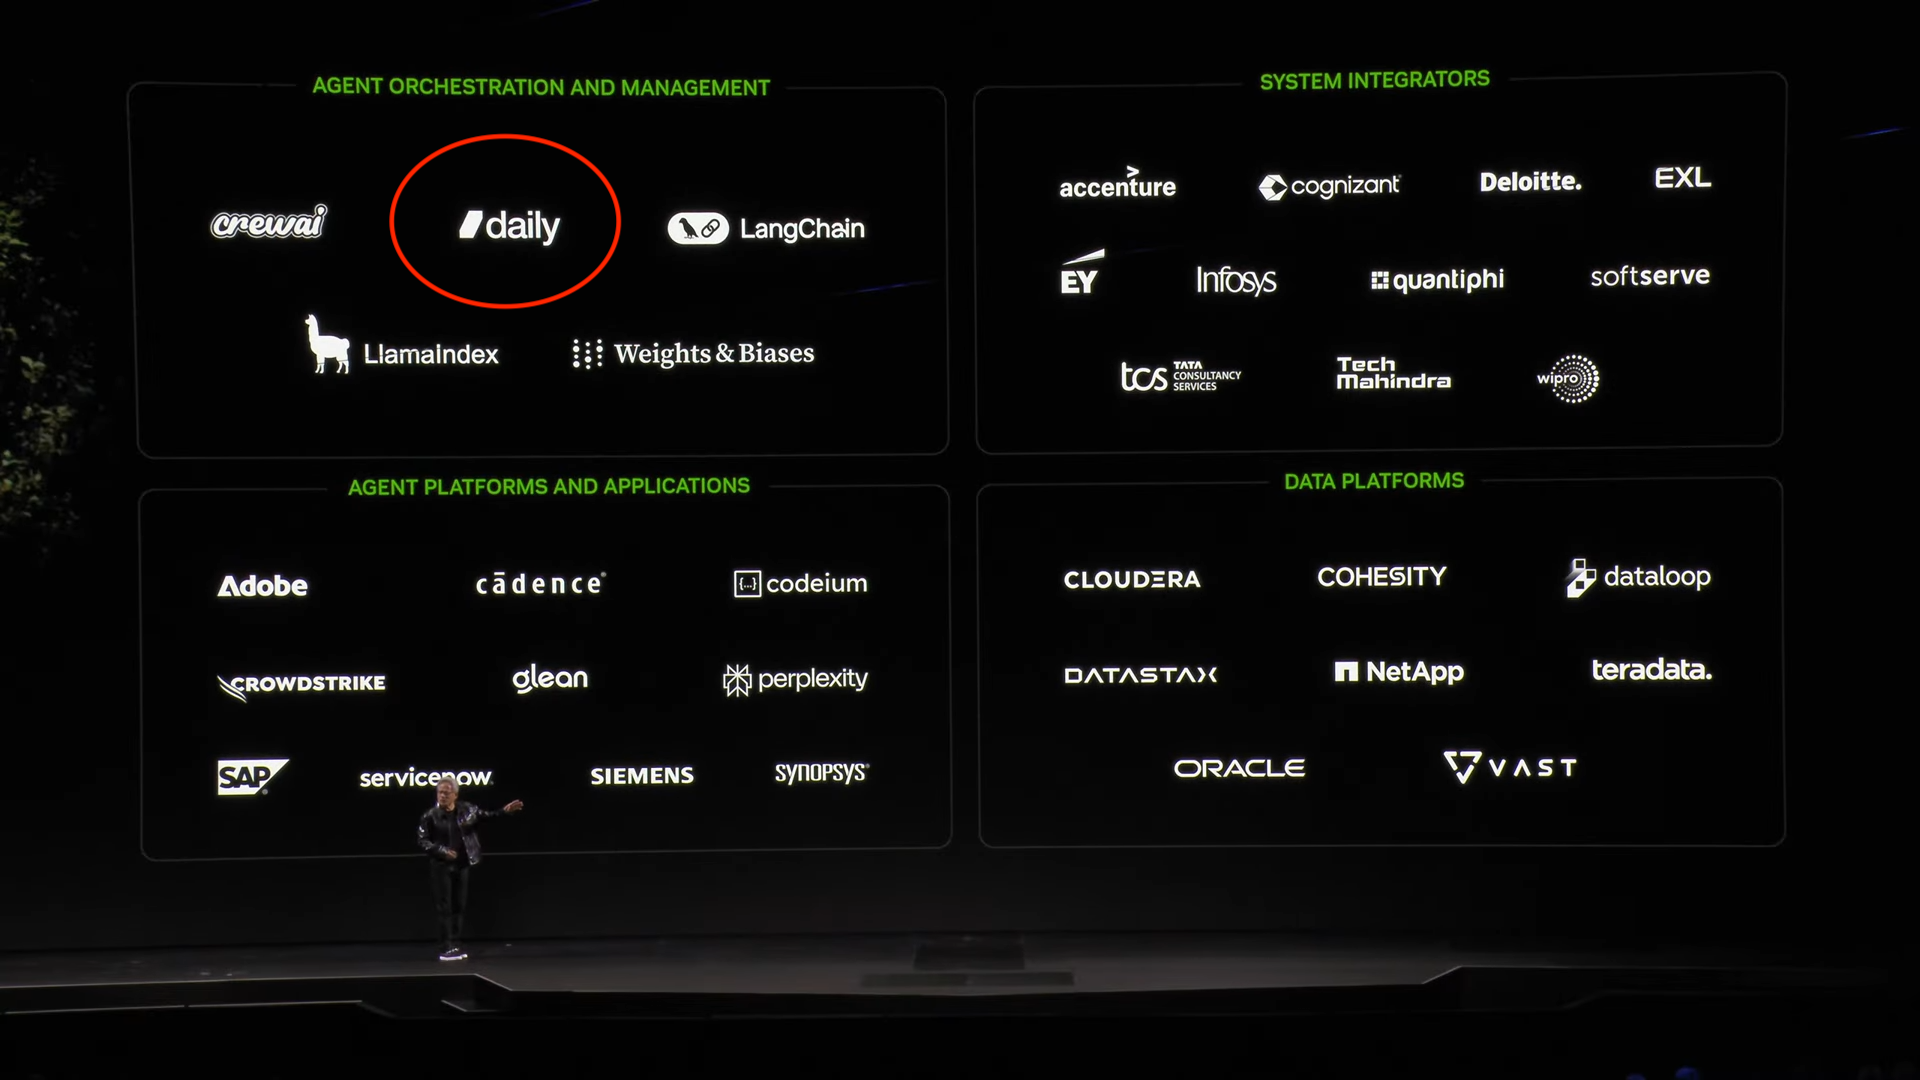 AGENT ORCHESTRATION AND MANAGEMENT
crewai
daily
LangChain
LlamaIndex
Weights & Biases
SYSTEM INTEGRATORS
accenture
cognizant
Deloitte.
EXL
EY
Infosys
quantiphi
softserve
tcs TATA
CONSULTANCY
SERVICES
Tech
Mahindra
wipro
AGENT PLATFORMS AND APPLICATIONS
Adobe
cādence®
{...} codeium
CROWDSTRIKE
glean
perplexity
SAP
servicenow
SIEMENS
SYNOPSYS®
DATA PLATFORMS
CLOUDERA
COHESITY
dataloop
DATASTAX
NetApp
teradata.
ORACLE
VAST